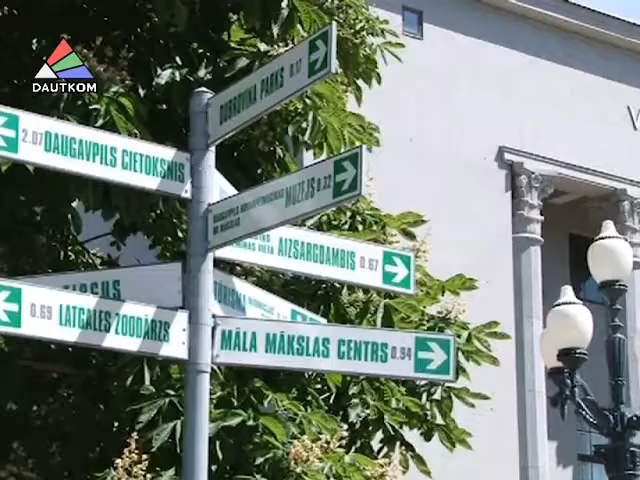 DAUTKOM
DUBROVINA PARKS 0.17
2.07 DAUGAVPILS CIETOKSNIS
MUZEJS 0.32
AIZSARGDAMBIS 0.67
0.69 LATGALES ZOODĀRZS
MĀLA MĀKSLAS CENTRS 0.94
V